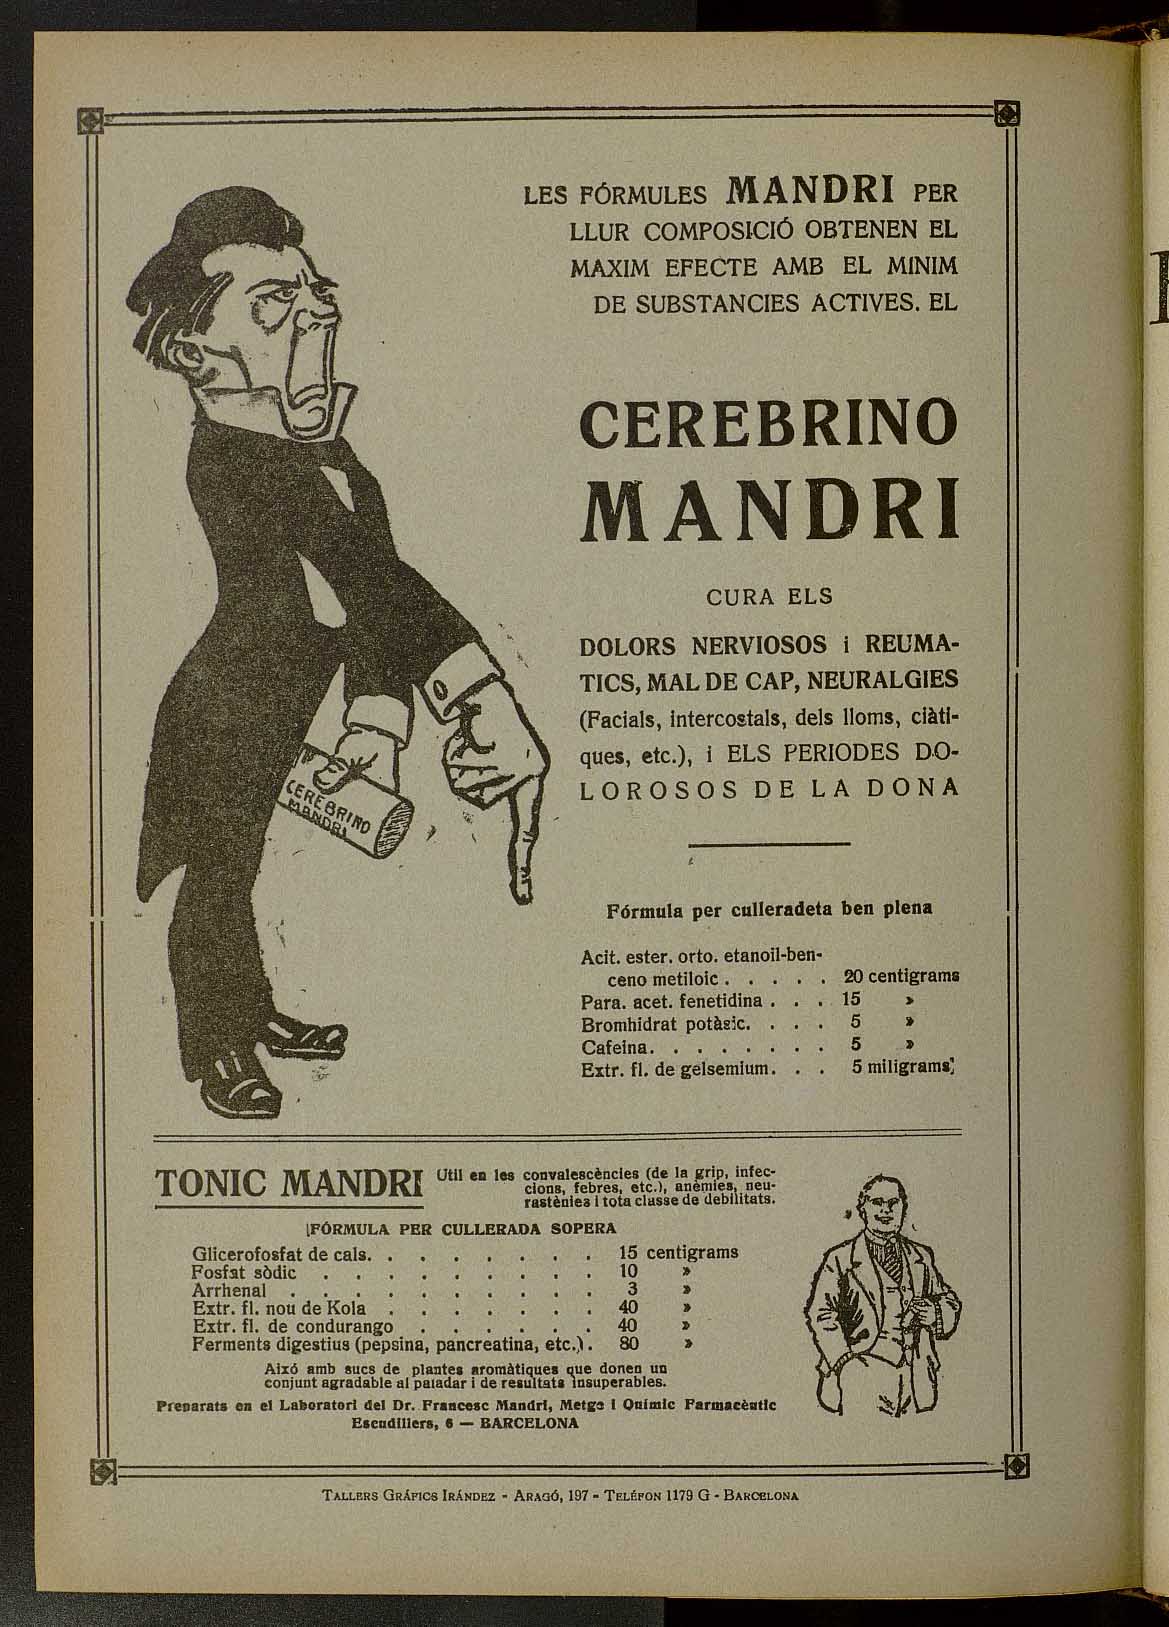 LES FÓRMULES MANDRI PER
LLUR COMPOSICIÓ OBTENEN EL
MAXIM EFECTE AMB EL MINIM
DE SUBSTANCIES ACTIVES. EL
CEREBRINO
MANDRI
CURA ELS
DOLORS NERVIOSOS i REUMA-
TICS, MAL DE CAP, NEURALGIES
(Facials, intercostals, dels lloms, ciàti-
ques, etc.), i ELS PERIODES DO-
LOROSOS DE LA DONA
CEREBRINO
MANDRI
Fórmula per culleradeta ben plena
Acit. ester. orto. etanoil-ben-
ceno metiloic . . . . . 20 centigrams
Para. acet. fenetidina . . . 15 »
Bromhidrat potàsic. . . . 5 »
Cafeina. . . . . . . . 5 »
Extr. fl. de gelsemium. . . 5 miligrams
TONIC MANDRI
Util en les convalescències (de la grip, infec-
cions, febres, etc.), anèmies, neu-
rastènies i tota classe de debilitats.
FÓRMULA PER CULLERADA SOPERA
Glicerofosfat de cals. . . . . . . . 15 centigrams
Fosfat sòdic . . . . . . . . . 10 »
Arrhenal . . . . . . . . . . 3 »
Extr. fl. nou de Kola . . . . . . . 40 »
Extr. fl. de condurango . . . . . . 40 »
Ferments digestius (pepsina, pancreatina, etc.). 80 »
Aixó amb sucs de plantes aromàtiques que donen un
conjunt agradable al paladar i de resultats insuperables.
Preparats en el Laboratori del Dr. Francesc Mandri, Metge i Quimic Farmacèutic
Escudillers, 6 — BARCELONA
TALLERS GRÁFICS IRÁNDEZ - ARAGÓ, 197 - TELÉFON 1179 G - BARCELONA